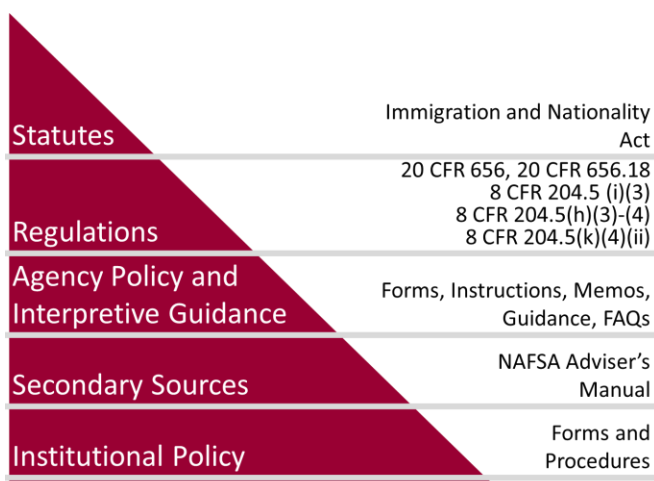 Statutes
Immigration and Nationality
Act
Regulations
20 CFR 656, 20 CFR 656.18
8 CFR 204.5 (i)(3)
8 CFR 204.5(h)(3)-(4)
8 CFR 204.5(k)(4)(ii)
Agency Policy and
Interpretive Guidance
Forms, Instructions, Memos,
Guidance, FAQs
Secondary Sources
NAFSA Adviser’s
Manual
Institutional Policy
Forms and
Procedures